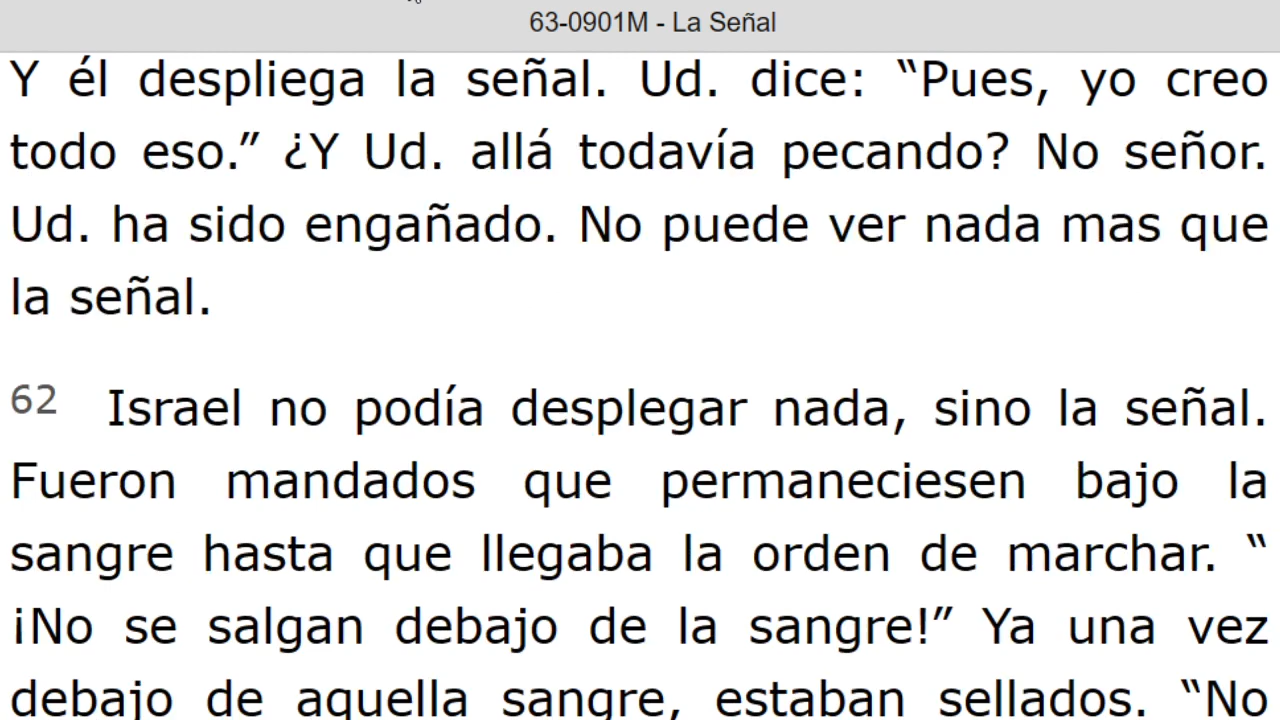 63-0901M - La Señal
Y él despliega la señal. Ud. dice: “Pues, yo creo
todo eso.” ¿Y Ud. allá todavía pecando? No señor.
Ud. ha sido engañado. No puede ver nada mas que
la señal.
62 Israel no podía desplegar nada, sino la señal.
Fueron mandados que permaneciesen bajo la
sangre hasta que llegaba la orden de marchar. “
¡No se salgan debajo de la sangre!” Ya una vez
debajo de aquella sangre, estaban sellados. “No